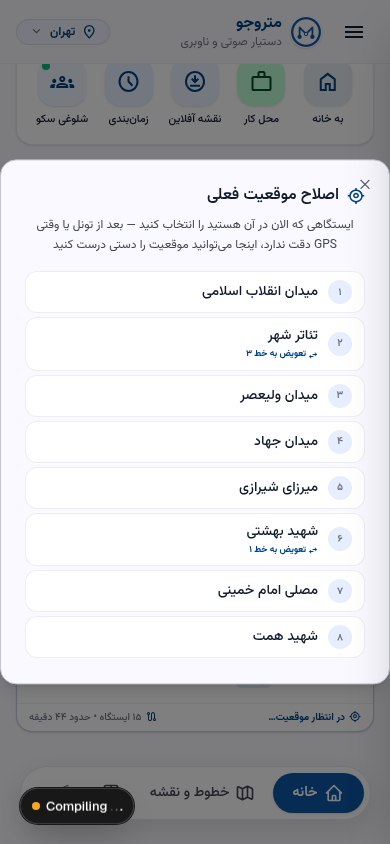 متروجو
دستیار صوتی و ناوبری
تهران
به خانه
محل کار
نقشه آفلاین
زمان‌بندی
شلوغی سکو
اصلاح موقعیت فعلی
ایستگاهی که الان در آن هستید را انتخاب کنید — بعد از تونل یا وقتی
GPS دقت ندارد، اینجا می‌توانید موقعیت را دستی درست کنید
۱ میدان انقلاب اسلامی
۲ تئاتر شهر
تعویض به خط ۳
۳ میدان ولیعصر
۴ میدان جهاد
۵ میرزای شیرازی
۶ شهید بهشتی
تعویض به خط ۱
۷ مصلی امام خمینی
۸ شهید همت
در انتظار موقعیت...
۱۵ ایستگاه • حدود ۴۴ دقیقه
خانه
خطوط و نقشه
Compiling ...